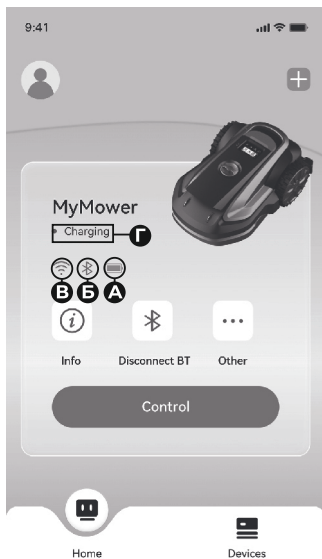 9:41
MyMower
Charging Г
В Б А
Info Disconnect BT Other
Control
Home Devices